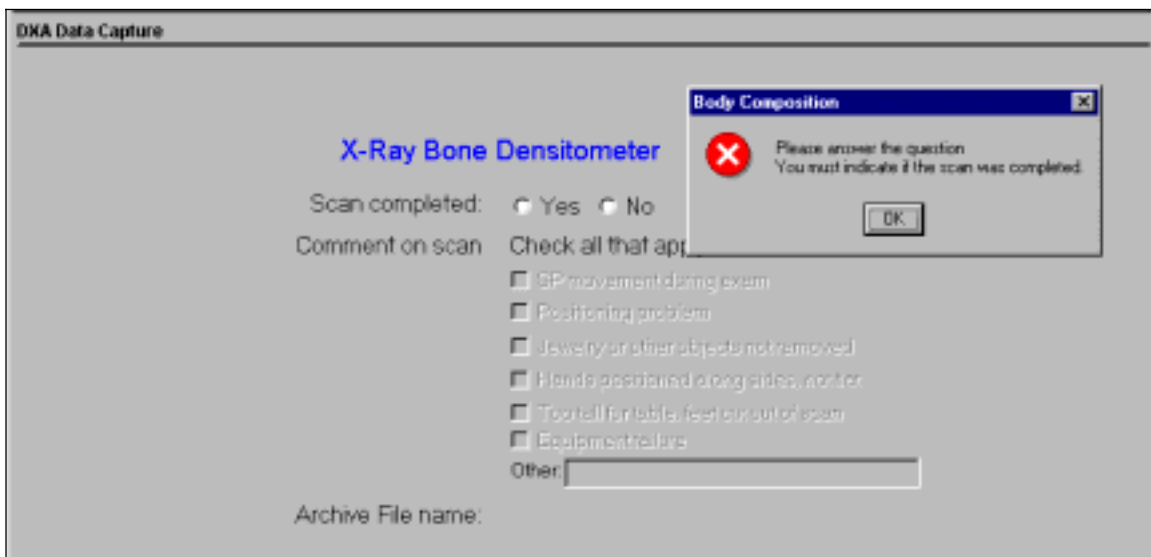 DXA Data Capture
Body Composition
Please answer the question
You must indicate if the scan was completed.
OK
X-Ray Bone Densitometer
Scan completed: Yes No
Comment on scan Check all that app
SP movement during exam
Positioning problem
Jewelry or other objects not removed
Hands positioned along sides,
Too tall for table, feet out of scan
Equipment failure
Other:
Archive File name: